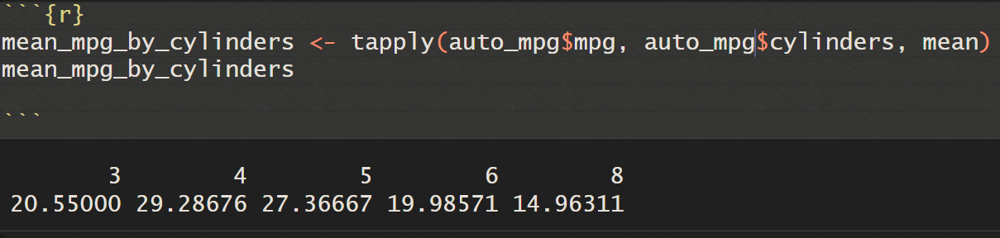 ```{r}
mean_mpg_by_cylinders <- tapply(auto_mpg$mpg, auto_mpg$cylinders, mean)
mean_mpg_by_cylinders
```
3 4 5 6 8
20.55000 29.28676 27.36667 19.98571 14.96311